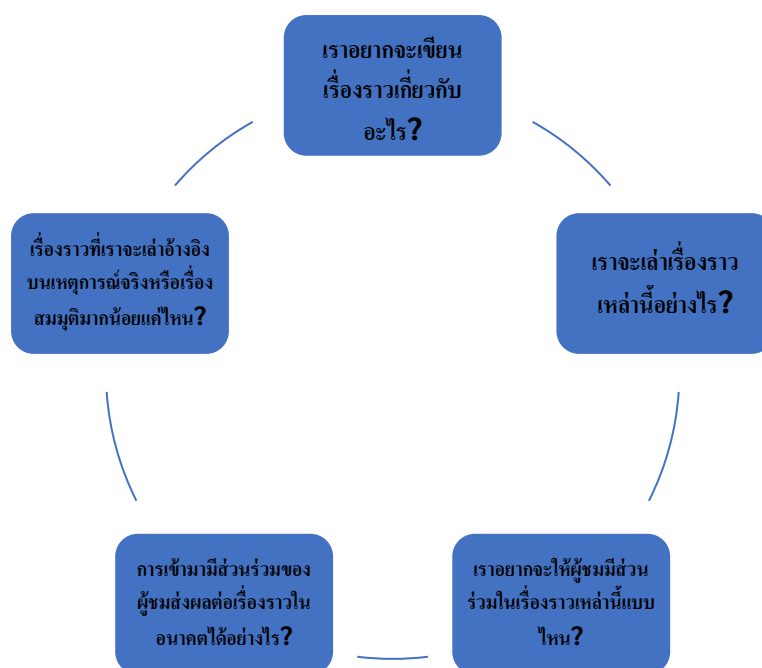 เราอยากจะเขียน
เรื่องราวเกี่ยวกับ
อะไร?
เราจะเล่าเรื่องราว
เหล่านี้อย่างไร?
เราอยากจะให้ผู้ชมมีส่วน
ร่วมในเรื่องราวเหล่านี้แบบ
ไหน?
การเข้ามามีส่วนร่วมของ
ผู้ชมส่งผลต่อเรื่องราวใน
อนาคตได้อย่างไร?
เรื่องราวที่เราจะเล่าอ้างอิง
บนเหตุการณ์จริงหรือเรื่อง
สมมุติมากน้อยแค่ไหน?